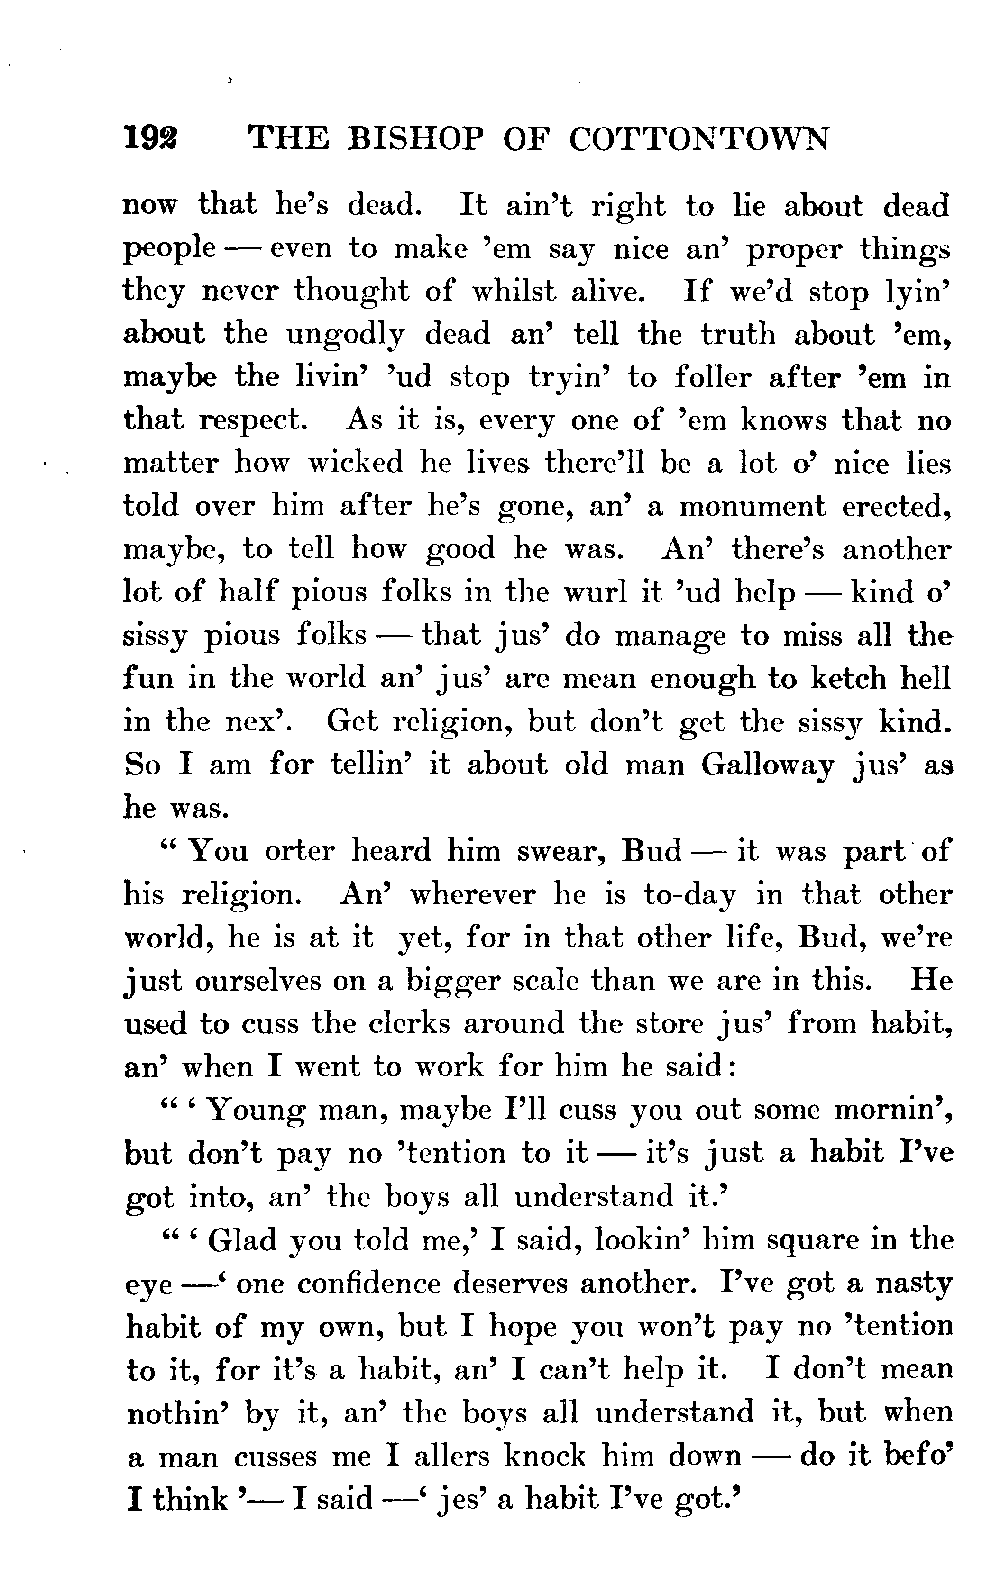 192 THE BISHOP OF COTTONTOWN
now that he's dead. It ain't right to lie about dead
people — even to make 'em say nice an' proper things
they never thought of whilst alive. If we'd stop lyin'
about the ungodly dead an' tell the truth about 'em,
maybe the livin' 'ud stop tryin' to foller after 'em in
that respect. As it is, every one of 'em knows that no
matter how wicked he lives there'll be a lot o' nice lies
told over him after he's gone, an' a monument erected,
maybe, to tell how good he was. An' there's another
lot of half pious folks in the wurl it 'ud help — kind o'
sissy pious folks — that jus' do manage to miss all the
fun in the world an' jus' are mean enough to ketch hell
in the nex'. Get religion, but don't get the sissy kind.
So I am for tellin' it about old man Galloway jus' as
he was.
“ You orter heard him swear, Bud — it was part of
his religion. An' wherever he is to-day in that other
world, he is at it yet, for in that other life, Bud, we're
just ourselves on a bigger scale than we are in this. He
used to cuss the clerks around the store jus' from habit,
an' when I went to work for him he said:
“ ‘ Young man, maybe I'll cuss you out some mornin',
but don't pay no 'tention to it — it's just a habit I've
got into, an' the boys all understand it.’
“ ‘ Glad you told me,’ I said, lookin' him square in the
eye —‘ one confidence deserves another. I've got a nasty
habit of my own, but I hope you won't pay no 'tention
to it, for it's a habit, an' I can't help it. I don't mean
nothin' by it, an' the boys all understand it, but when
a man cusses me I allers knock him down — do it befo'
I think ’— I said —‘ jes' a habit I've got.’